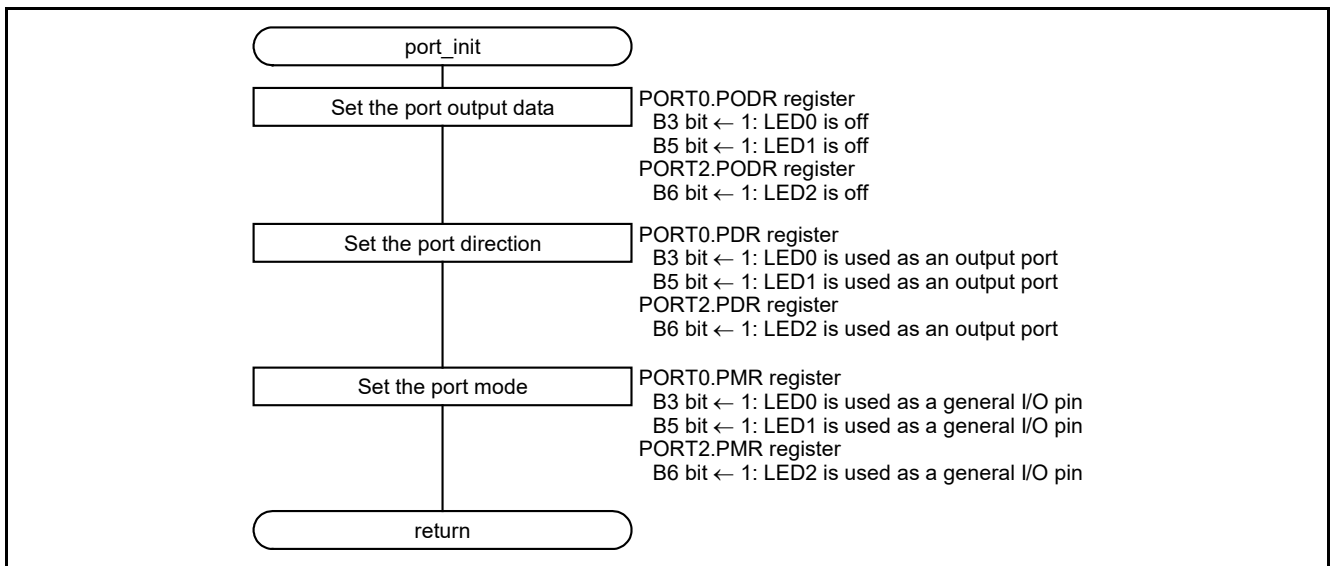 port_init
Set the port output data
PORT0.PODR register
B3 bit ← 1: LED0 is off
B5 bit ← 1: LED1 is off
PORT2.PODR register
B6 bit ← 1: LED2 is off
Set the port direction
PORT0.PDR register
B3 bit ← 1: LED0 is used as an output port
B5 bit ← 1: LED1 is used as an output port
PORT2.PDR register
B6 bit ← 1: LED2 is used as an output port
Set the port mode
PORT0.PMR register
B3 bit ← 1: LED0 is used as a general I/O pin
B5 bit ← 1: LED1 is used as a general I/O pin
PORT2.PMR register
B6 bit ← 1: LED2 is used as a general I/O pin
return